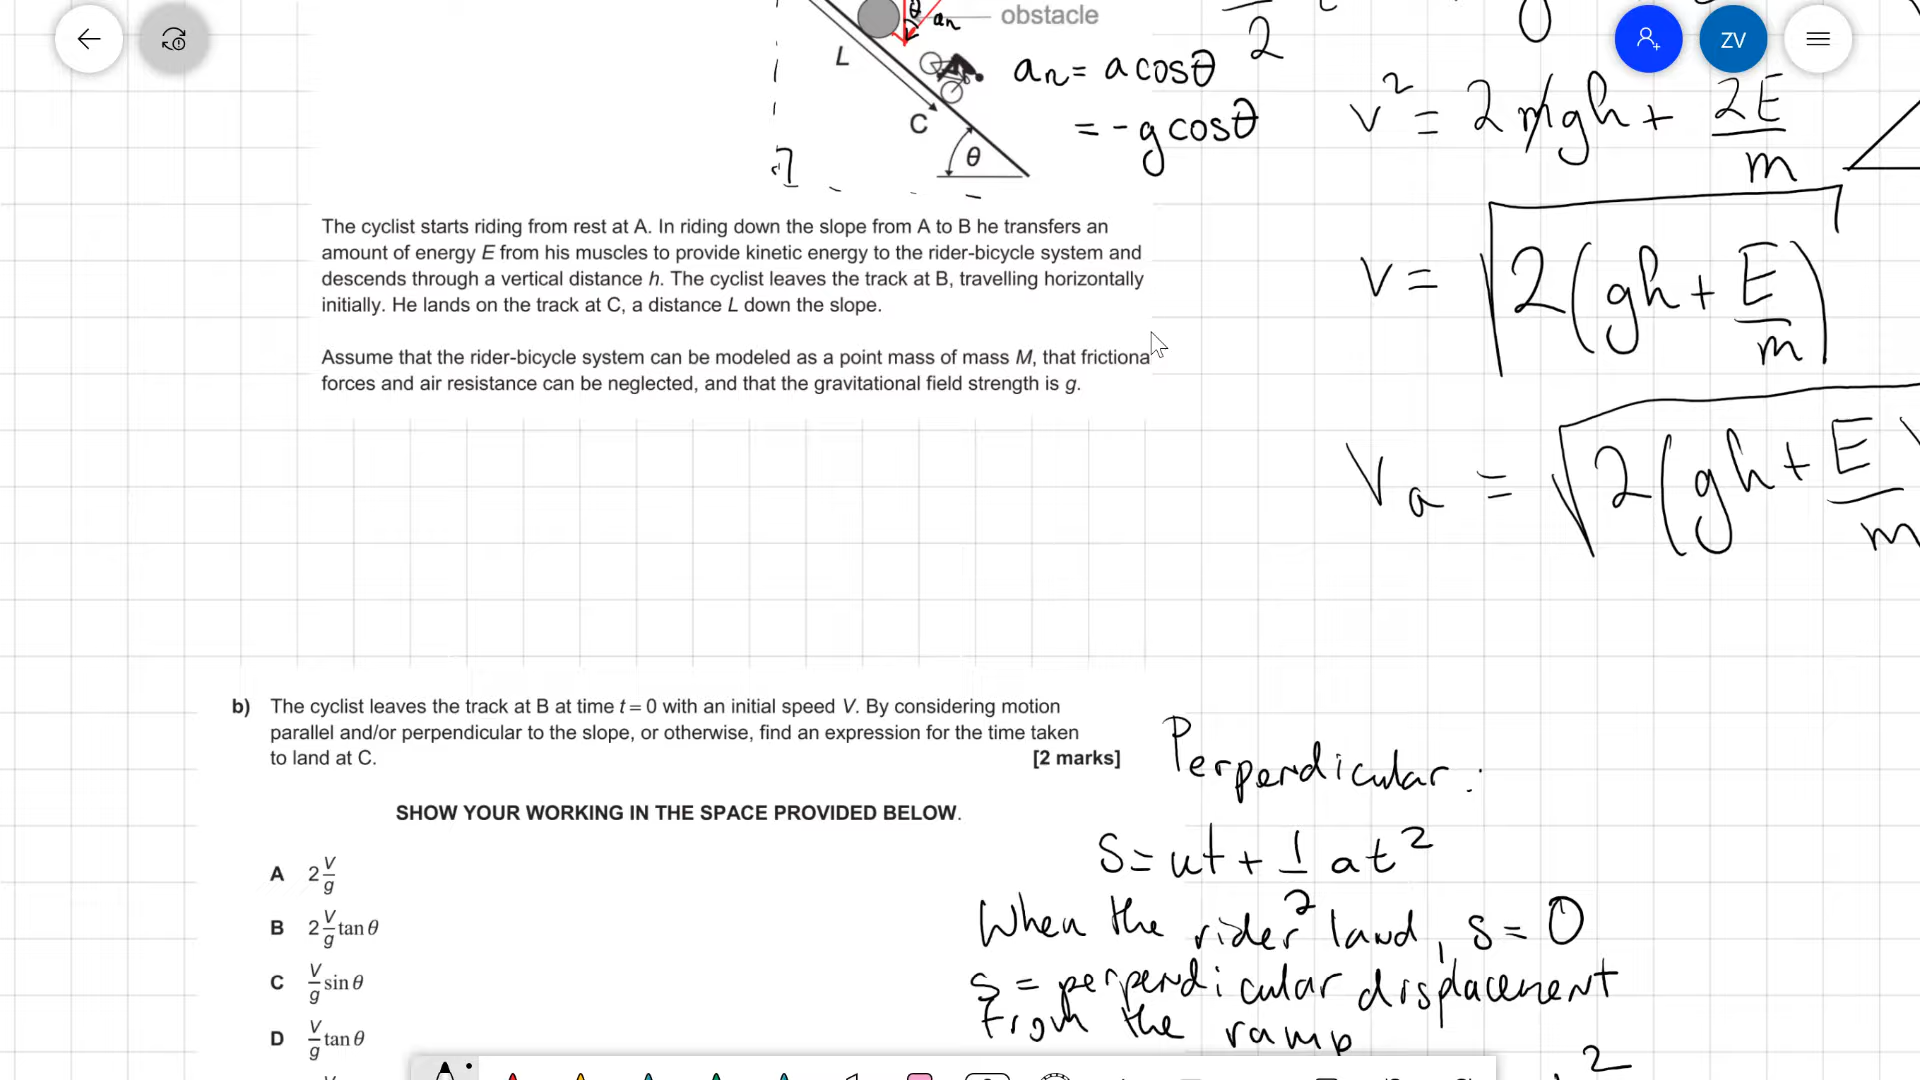 obstacle
θ
an
L
C
θ
an = a cosθ
= - g cosθ
2
0
ZV
v² = 2mgh + 2E/m
v = √2(gh + E/m)
The cyclist starts riding from rest at A. In riding down the slope from A to B he transfers an
amount of energy E from his muscles to provide kinetic energy to the rider-bicycle system and
descends through a vertical distance h. The cyclist leaves the track at B, travelling horizontally
initially. He lands on the track at C, a distance L down the slope.
Assume that the rider-bicycle system can be modeled as a point mass of mass M, that frictiona
forces and air resistance can be neglected, and that the gravitational field strength is g.
Va = √2(gh + E/m
b) The cyclist leaves the track at B at time t = 0 with an initial speed V. By considering motion
parallel and/or perpendicular to the slope, or otherwise, find an expression for the time taken
to land at C. [2 marks]
SHOW YOUR WORKING IN THE SPACE PROVIDED BELOW.
A 2 V/g
B 2 V/g tan θ
C V/g sin θ
D V/g tan θ
Perpendicular:
S = ut + 1/2 at²
When the rider land, s = 0
s = perpendicular displacement
from the ramp
2